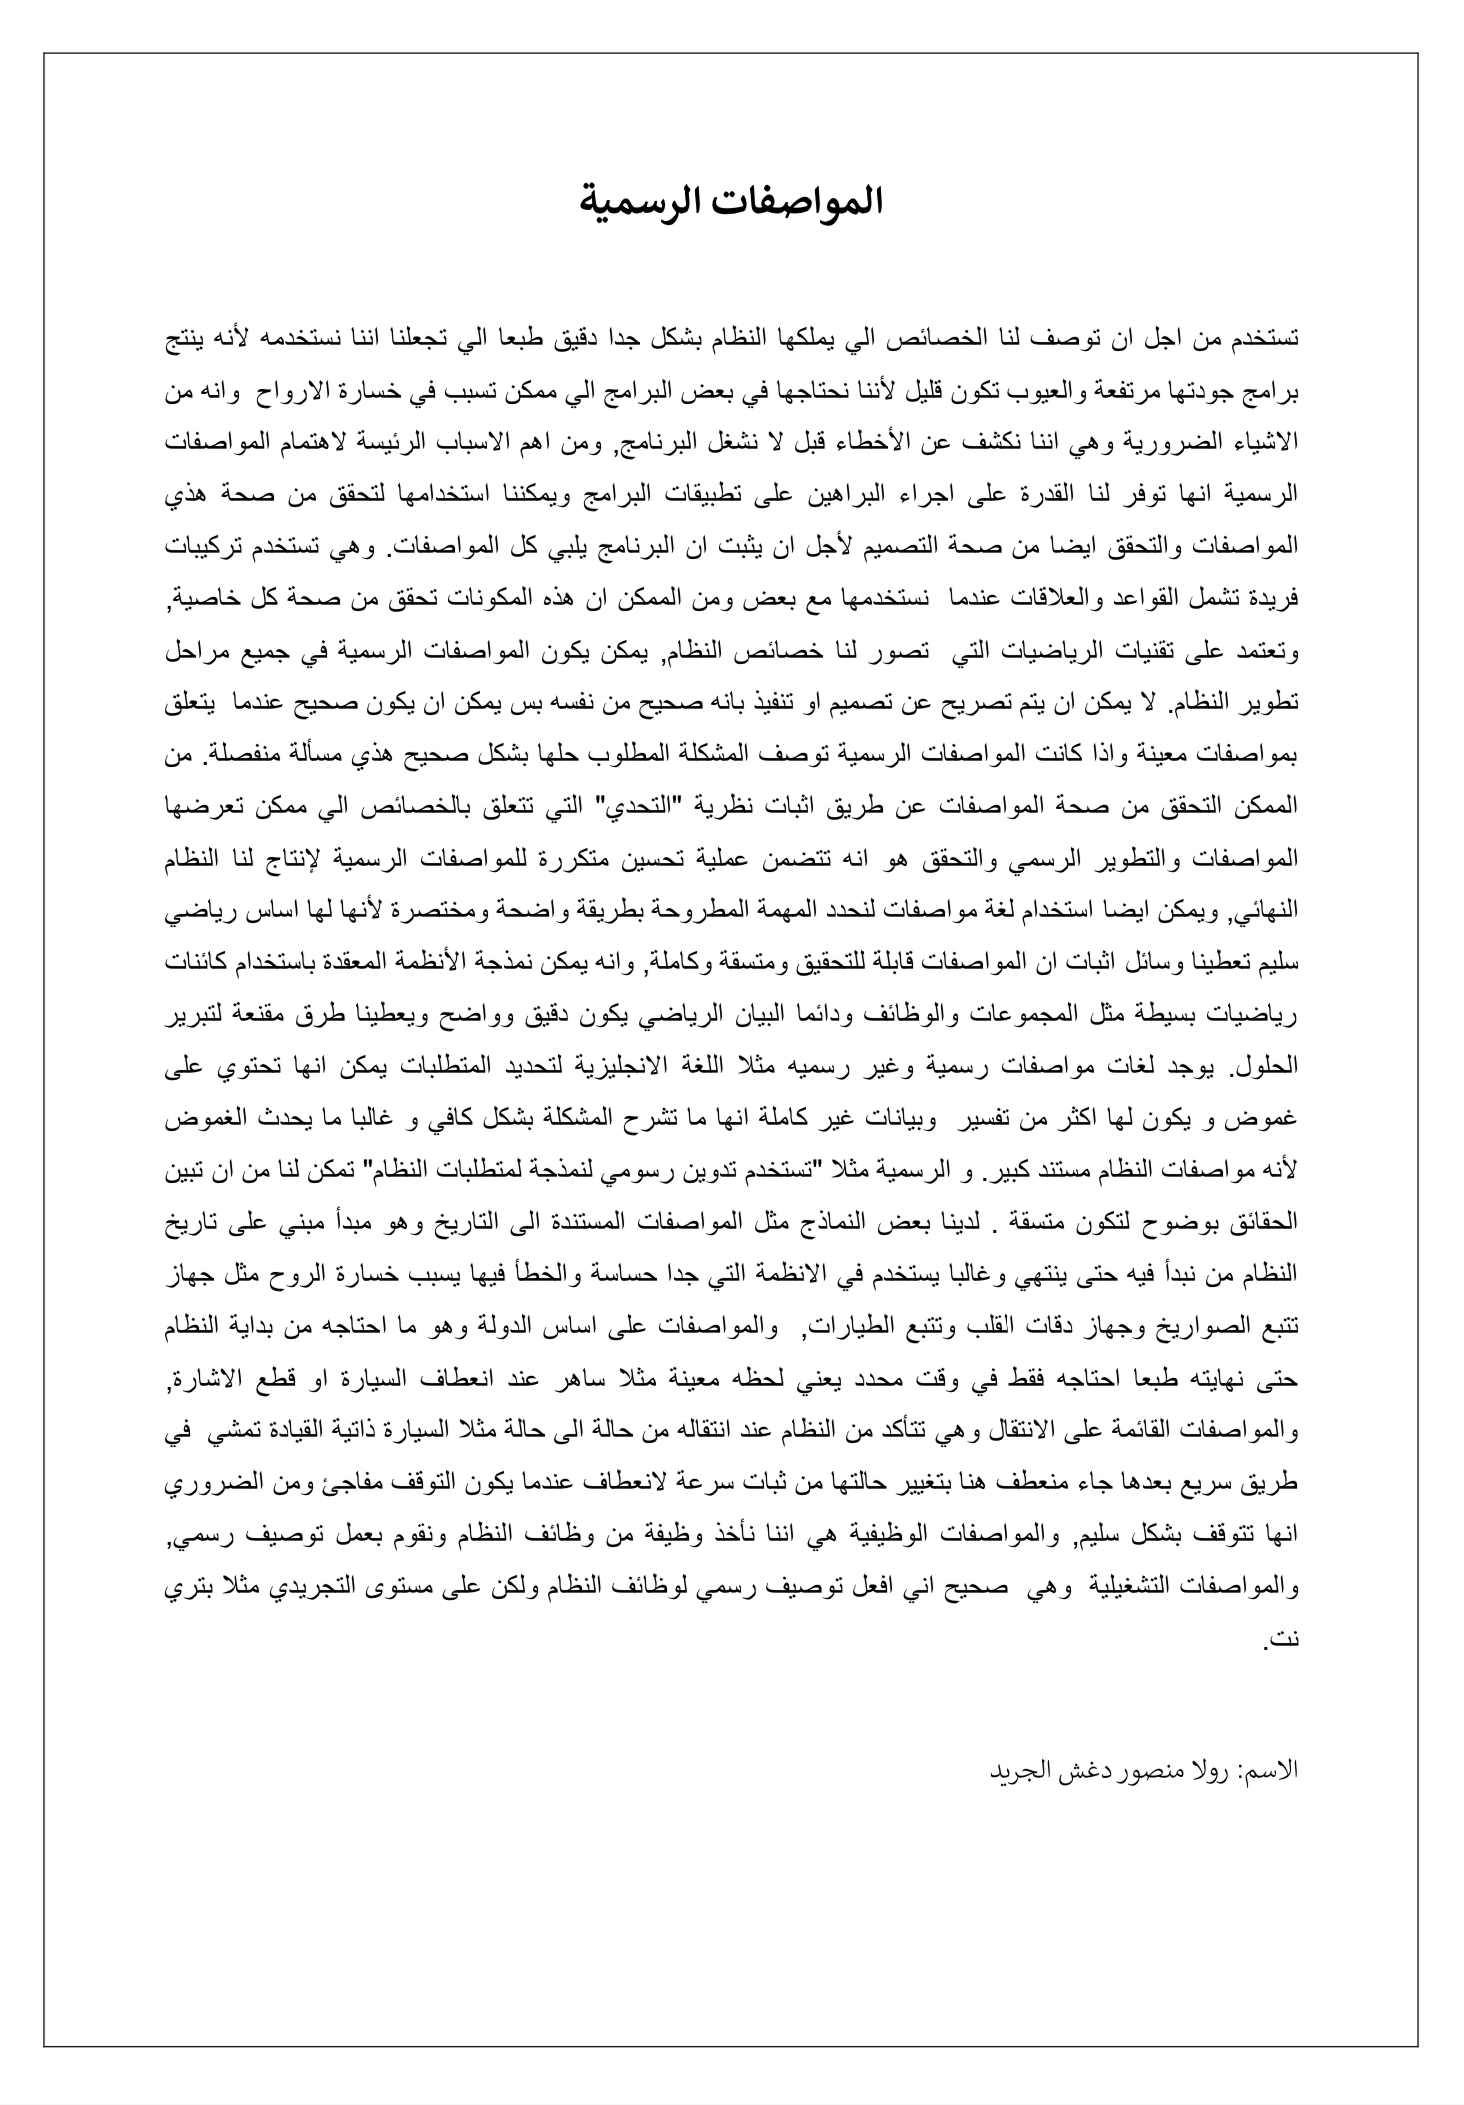 المواصفات الرسمية
تستخدم من اجل ان توصف لنا الخصائص الي يملكها النظام بشكل جدا دقيق طبعا الي تجعلنا اننا نستخدمه لأنه ينتج
برامج جودتها مرتفعة والعيوب تكون قليل لأننا نحتاجها في بعض البرامج الي ممكن تسبب في خسارة الارواح وانه من
الاشياء الضرورية وهي اننا نكشف عن الأخطاء قبل لا نشغل البرنامج, ومن اهم الاسباب الرئيسة لاهتمام المواصفات
الرسمية انها توفر لنا القدرة على اجراء البراهين على تطبيقات البرامج ويمكننا استخدامها لتحقق من صحة هذي
المواصفات والتحقق ايضا من صحة التصميم لأجل ان يثبت ان البرنامج يلبي كل المواصفات. وهي تستخدم تركيبات
فريدة تشمل القواعد والعلاقات عندما نستخدمها مع بعض ومن الممكن ان هذه المكونات تحقق من صحة كل خاصية,
وتعتمد على تقنيات الرياضيات التي تصور لنا خصائص النظام, يمكن يكون المواصفات الرسمية في جميع مراحل
تطوير النظام. لا يمكن ان يتم تصريح عن تصميم او تنفيذ بانه صحيح من نفسه بس يمكن ان يكون صحيح عندما يتعلق
بمواصفات معينة واذا كانت المواصفات الرسمية توصف المشكلة المطلوب حلها بشكل صحيح هذي مسألة منفصلة. من
الممكن التحقق من صحة المواصفات عن طريق اثبات نظرية "التحدي" التي تتعلق بالخصائص الي ممكن تعرضها
المواصفات والتطوير الرسمي والتحقق هو انه تتضمن عملية تحسين متكررة للمواصفات الرسمية لإنتاج لنا النظام
النهائي, ويمكن ايضا استخدام لغة مواصفات لنحدد المهمة المطروحة بطريقة واضحة ومختصرة لأنها لها اساس رياضي
سليم تعطينا وسائل اثبات ان المواصفات قابلة للتحقيق ومتسقة وكاملة, وانه يمكن نمذجة الأنظمة المعقدة باستخدام كائنات
رياضيات بسيطة مثل المجموعات والوظائف ودائما البيان الرياضي يكون دقيق وواضح ويعطينا طرق مقنعة لتبرير
الحلول. يوجد لغات مواصفات رسمية وغير رسميه مثلا اللغة الانجليزية لتحديد المتطلبات يمكن انها تحتوي على
غموض و يكون لها اكثر من تفسير وبيانات غير كاملة انها ما تشرح المشكلة بشكل كافي و غالبا ما يحدث الغموض
لأنه مواصفات النظام مستند كبير. و الرسمية مثلا "تستخدم تدوين رسومي لنمذجة لمتطلبات النظام" تمكن لنا من ان تبين
الحقائق بوضوح لتكون متسقة . لدينا بعض النماذج مثل المواصفات المستندة الى التاريخ وهو مبدأ مبني على تاريخ
النظام من نبدأ فيه حتى ينتهي وغالبا يستخدم في الانظمة التي جدا حساسة والخطأ فيها يسبب خسارة الروح مثل جهاز
تتبع الصواريخ وجهاز دقات القلب وتتبع الطيارات, والمواصفات على اساس الدولة وهو ما احتاجه من بداية النظام
حتى نهايته طبعا احتاجه فقط في وقت محدد يعني لحظه معينة مثلا ساهر عند انعطاف السيارة او قطع الاشارة,
والمواصفات القائمة على الانتقال وهي تتأكد من النظام عند انتقاله من حالة الى حالة مثلا السيارة ذاتية القيادة تمشي في
طريق سريع بعدها جاء منعطف هنا بتغيير حالتها من ثبات سرعة لانعطاف عندما يكون التوقف مفاجئ ومن الضروري
انها تتوقف بشكل سليم, والمواصفات الوظيفية هي اننا نأخذ وظيفة من وظائف النظام ونقوم بعمل توصيف رسمي,
والمواصفات التشغيلية وهي صحيح اني افعل توصيف رسمي لوظائف النظام ولكن على مستوى التجريدي مثلا بتري
نت.
الاسم: رولا منصور دغش الجريد